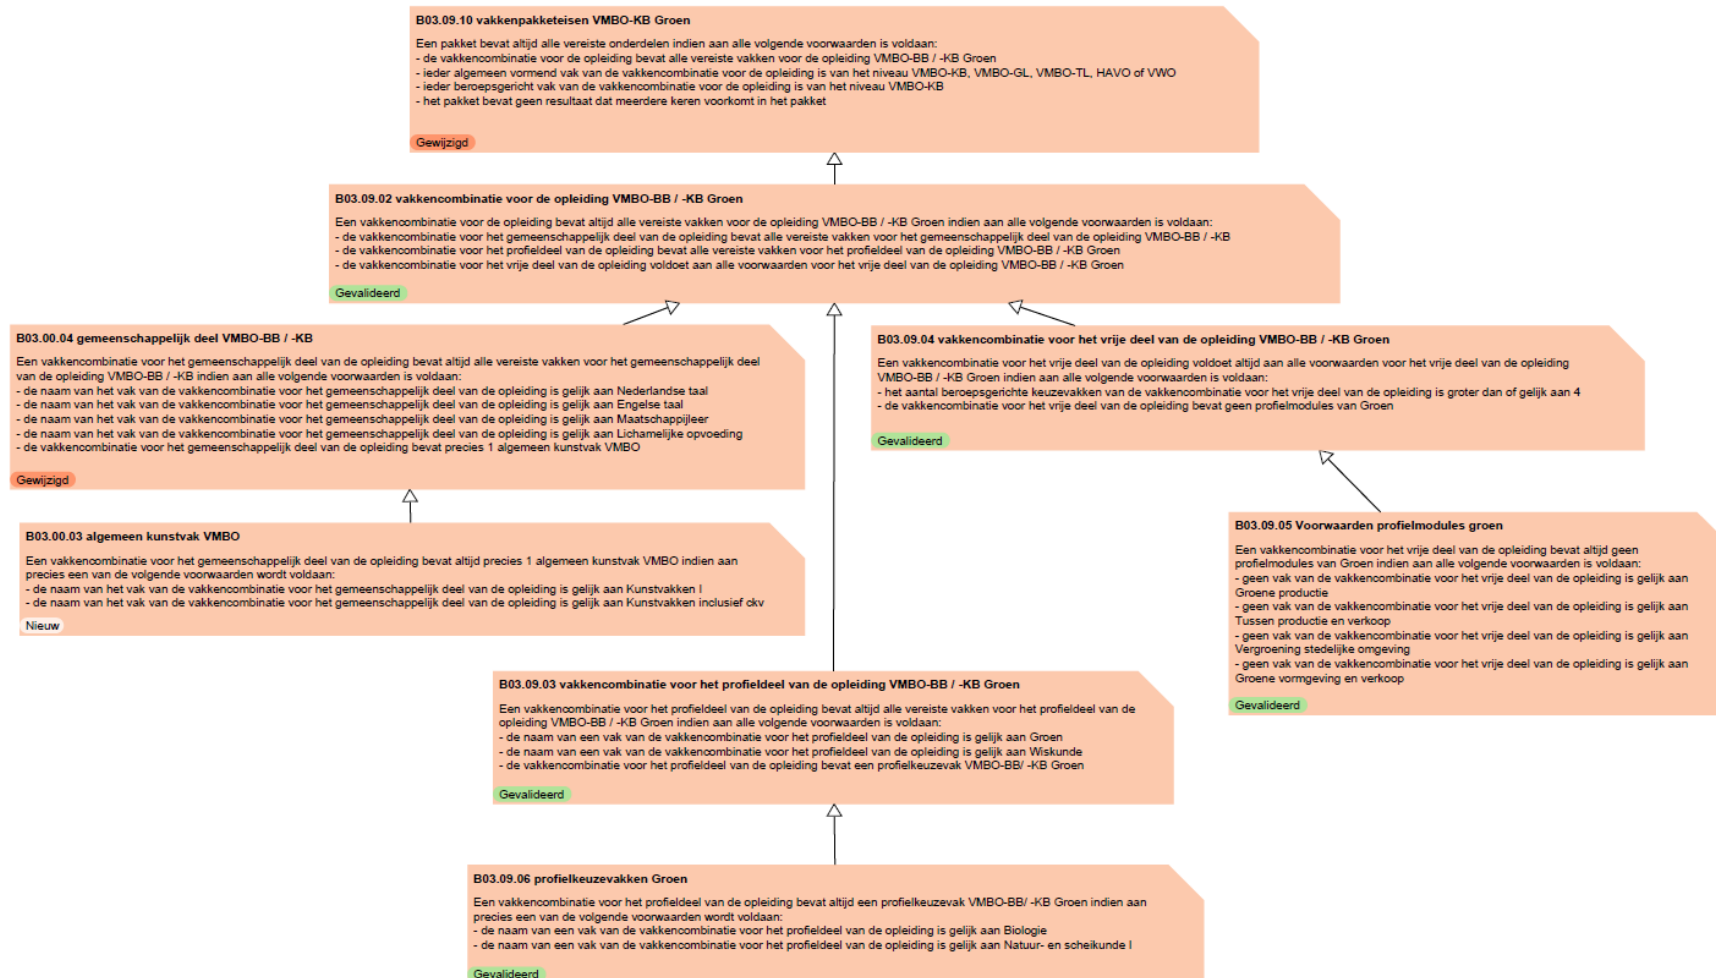 B03.09.10 vakkenpakketeisen VMBO-KB Groen
Een pakket bevat altijd alle vereiste onderdelen indien aan alle volgende voorwaarden is voldaan:
- de vakkencombinatie voor de opleiding bevat alle vereiste vakken voor de opleiding VMBO-BB / -KB Groen
- ieder algemeen vormend vak van de vakkencombinatie voor de opleiding is van het niveau VMBO-KB, VMBO-GL, VMBO-TL, HAVO of VWO
- ieder beroepsgericht vak van de vakkencombinatie voor de opleiding is van het niveau VMBO-KB
- het pakket bevat geen resultaat dat meerdere keren voorkomt in het pakket
Gewijzigd
B03.09.02 vakkencombinatie voor de opleiding VMBO-BB / -KB Groen
Een vakkencombinatie voor de opleiding bevat altijd alle vereiste vakken voor de opleiding VMBO-BB / -KB Groen indien aan alle volgende voorwaarden is voldaan:
- de vakkencombinatie voor het gemeenschappelijk deel van de opleiding bevat alle vereiste vakken voor het gemeenschappelijk deel van de opleiding VMBO-BB / -KB
- de vakkencombinatie voor het profieldeel van de opleiding bevat alle vereiste vakken voor het profieldeel van de opleiding VMBO-BB / -KB Groen
- de vakkencombinatie voor het vrije deel van de opleiding voldoet aan alle voorwaarden voor het vrije deel van de opleiding VMBO-BB / -KB Groen
Gevalideerd
B03.00.04 gemeenschappelijk deel VMBO-BB / -KB
Een vakkencombinatie voor het gemeenschappelijk deel van de opleiding bevat altijd alle vereiste vakken voor het gemeenschappelijk deel
van de opleiding VMBO-BB / -KB indien aan alle volgende voorwaarden is voldaan:
- de naam van het vak van de vakkencombinatie voor het gemeenschappelijk deel van de opleiding is gelijk aan Nederlandse taal
- de naam van het vak van de vakkencombinatie voor het gemeenschappelijk deel van de opleiding is gelijk aan Engelse taal
- de naam van het vak van de vakkencombinatie voor het gemeenschappelijk deel van de opleiding is gelijk aan Maatschappijleer
- de naam van het vak van de vakkencombinatie voor het gemeenschappelijk deel van de opleiding is gelijk aan Lichamelijke opvoeding
- de vakkencombinatie voor het gemeenschappelijk deel van de opleiding bevat precies 1 algemeen kunstvak VMBO
Gewijzigd
B03.09.04 vakkencombinatie voor het vrije deel van de opleiding VMBO-BB / -KB Groen
Een vakkencombinatie voor het vrije deel van de opleiding voldoet altijd aan alle voorwaarden voor het vrije deel van de opleiding
VMBO-BB / -KB Groen indien aan alle volgende voorwaarden is voldaan:
- het aantal beroepsgerichte keuzevakken van de vakkencombinatie voor het vrije deel van de opleiding is groter dan of gelijk aan 4
- de vakkencombinatie voor het vrije deel van de opleiding bevat geen profielmodules van Groen
Gevalideerd
B03.00.03 algemeen kunstvak VMBO
Een vakkencombinatie voor het gemeenschappelijk deel van de opleiding bevat altijd precies 1 algemeen kunstvak VMBO indien aan
precies een van de volgende voorwaarden wordt voldaan:
- de naam van het vak van de vakkencombinatie voor het gemeenschappelijk deel van de opleiding is gelijk aan Kunstvakken I
- de naam van het vak van de vakkencombinatie voor het gemeenschappelijk deel van de opleiding is gelijk aan Kunstvakken inclusief ckv
Nieuw
B03.09.05 Voorwaarden profielmodules groen
Een vakkencombinatie voor het vrije deel van de opleiding bevat altijd geen
profielmodules van Groen indien aan alle volgende voorwaarden is voldaan:
- geen vak van de vakkencombinatie voor het vrije deel van de opleiding is gelijk aan
Groene productie
- geen vak van de vakkencombinatie voor het vrije deel van de opleiding is gelijk aan
Tussen productie en verkoop
- geen vak van de vakkencombinatie voor het vrije deel van de opleiding is gelijk aan
Vergroening stedelijke omgeving
- geen vak van de vakkencombinatie voor het vrije deel van de opleiding is gelijk aan
Groene vormgeving en verkoop
Gevalideerd
B03.09.03 vakkencombinatie voor het profieldeel van de opleiding VMBO-BB / -KB Groen
Een vakkencombinatie voor het profieldeel van de opleiding bevat altijd alle vereiste vakken voor het profieldeel van de
opleiding VMBO-BB / -KB Groen indien aan alle volgende voorwaarden is voldaan:
- de naam van een vak van de vakkencombinatie voor het profieldeel van de opleiding is gelijk aan Groen
- de naam van een vak van de vakkencombinatie voor het profieldeel van de opleiding is gelijk aan Wiskunde
- de vakkencombinatie voor het profieldeel van de opleiding bevat een profielkeuzevak VMBO-BB/ -KB Groen
Gevalideerd
B03.09.06 profielkeuzevakken Groen
Een vakkencombinatie voor het profieldeel van de opleiding bevat altijd een profielkeuzevak VMBO-BB/ -KB Groen indien aan
precies een van de volgende voorwaarden wordt voldaan:
- de naam van een vak van de vakkencombinatie voor het profieldeel van de opleiding is gelijk aan Biologie
- de naam van een vak van de vakkencombinatie voor het profieldeel van de opleiding is gelijk aan Natuur- en scheikunde I
Gevalideerd